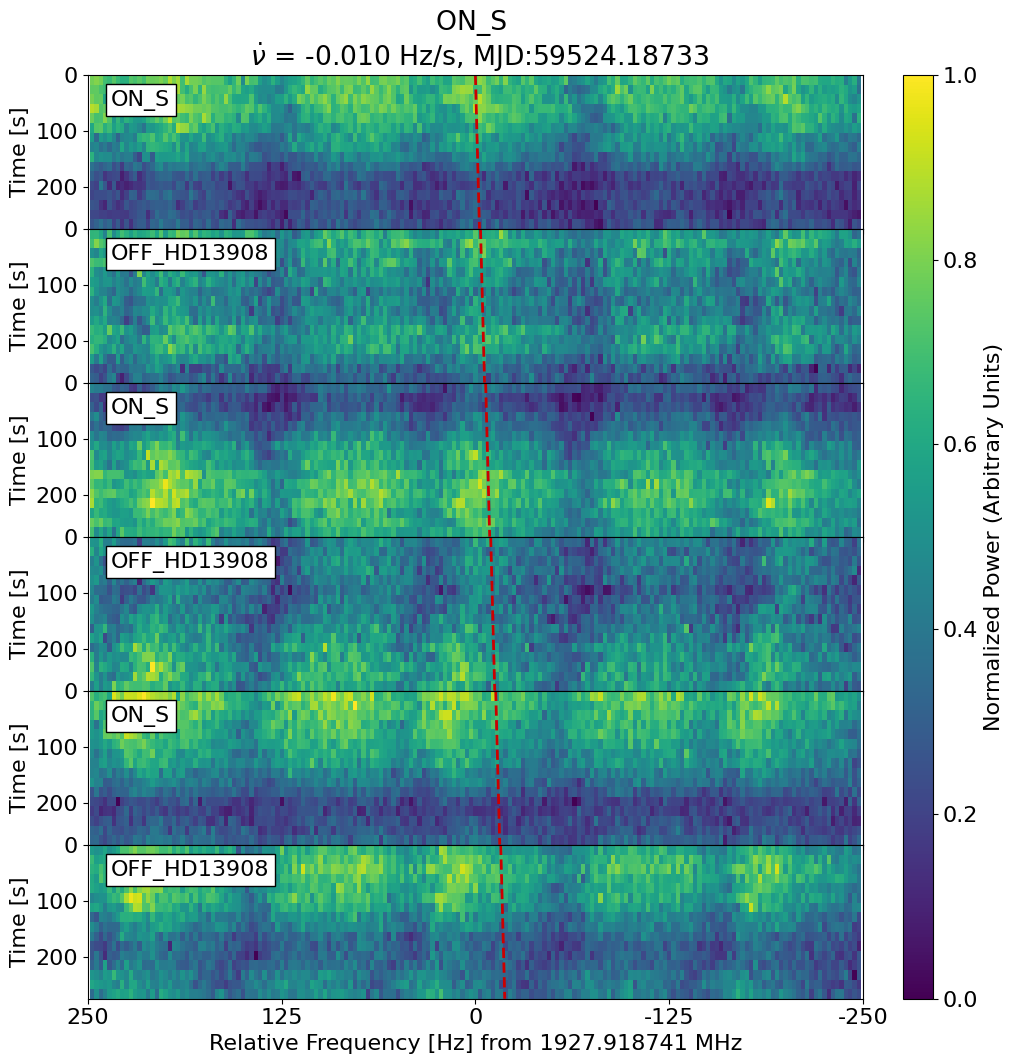 ON_S
ν̇ = -0.010 Hz/s, MJD:59524.18733
0
100
200
Time [s]
ON_S
0
100
200
Time [s]
OFF_HD13908
0
100
200
Time [s]
ON_S
0
100
200
Time [s]
OFF_HD13908
0
100
200
Time [s]
ON_S
0
100
200
Time [s]
OFF_HD13908
250 125 0 -125 -250
Relative Frequency [Hz] from 1927.918741 MHz
1.0
0.8
0.6
0.4
0.2
0.0
Normalized Power (Arbitrary Units)